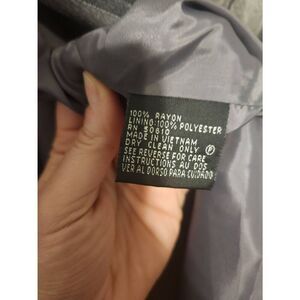 100% RAYON
LINING:100% POLYESTER
RN 50610
MADE IN VIETNAM
DRY CLEAN ONLY Ⓟ
SEE REVERSE FOR CARE
INSTRUCTIONS AU DOS
VER AL DORSO PARA CUIDADO